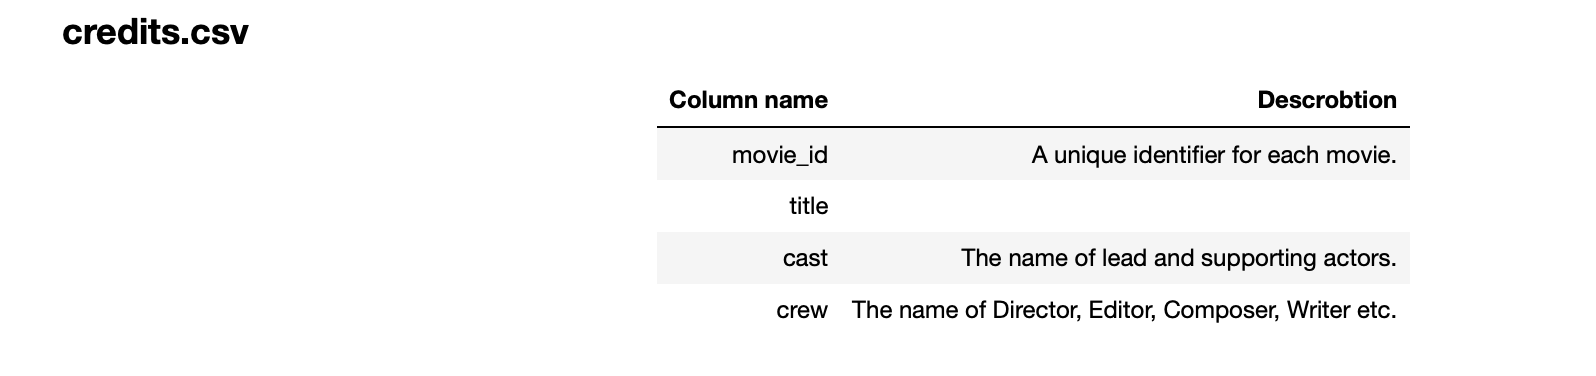 credits.csv
Column name Descrobtion
movie_id A unique identifier for each movie.
title
cast The name of lead and supporting actors.
crew The name of Director, Editor, Composer, Writer etc.